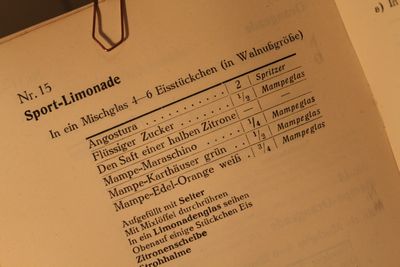 Nr. 15
Sport-Limonade
In ein Mischglas 4—6 Eisstückchen (in Walnußgröße)
Angostura . . . . . . . . . . 2 Spritzer
Flüssiger Zucker . . . . . . . 1/2 Mampeglas
Den Saft einer halben Zitrone
Mampe-Maraschino . . . . . 1/4 Mampeglas
Mampe-Karthäuser grün . . . 1/2 Mampeglas
Mampe-Edel-Orange weiß . 3/4 Mampeglas
Aufgefüllt mit Selter
Mit Mixlöffel durchrühren
In ein Limonadenglas seihen
Obenauf einige Stückchen Eis
Zitronenscheibe
Strohhalme
e) In